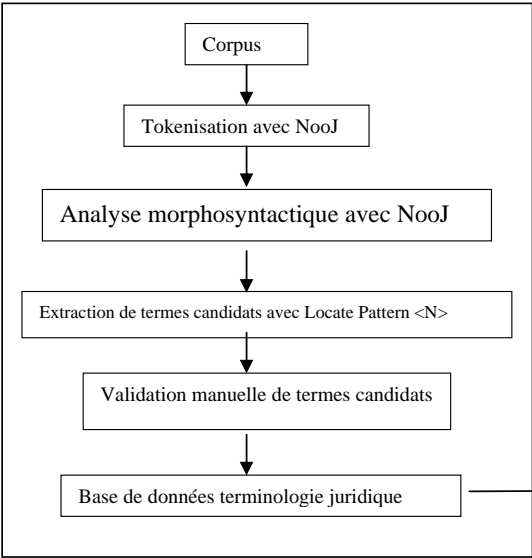 Corpus
Tokenisation avec NooJ
Analyse morphosyntactique avec NooJ
Extraction de termes candidats avec Locate Pattern <N>
Validation manuelle de termes candidats
Base de données terminologie juridique